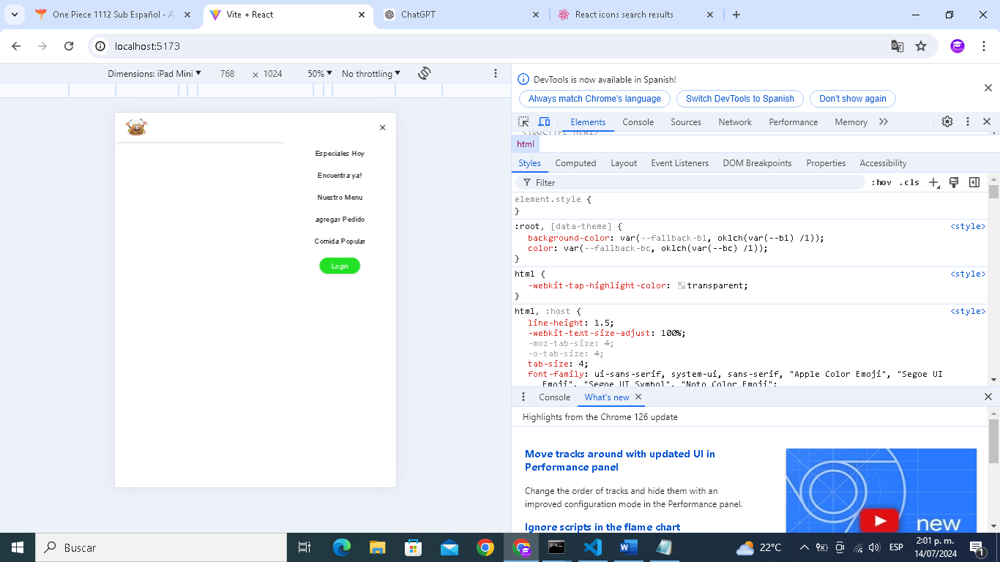 One Piece 1112 Sub Español - A
Vite + React
ChatGPT
React icons search results
localhost:5173
Dimensions: iPad Mini 768 × 1024 50% No throttling
DevTools is now available in Spanish!
Always match Chrome's language Switch DevTools to Spanish Don't show again
Elements Console Sources Network Performance Memory
<!DOCTYPE html>
html
Styles Computed Layout Event Listeners DOM Breakpoints Properties Accessibility
Filter :hov .cls
element.style {
}
:root, [data-theme] { <style>
background-color: var(--fallback-b1, oklch(var(--b1) /1));
color: var(--fallback-bc, oklch(var(--bc) /1));
}
html { <style>
-webkit-tap-highlight-color: transparent;
}
html, :host { <style>
line-height: 1.5;
-webkit-text-size-adjust: 100%;
-moz-tab-size: 4;
-o-tab-size: 4;
tab-size: 4;
font-family: ui-sans-serif, system-ui, sans-serif, "Apple Color Emoji", "Segoe UI
Emoji", "Segoe UI Symbol", "Noto Color Emoji";
Especiales Hoy
Encuentra ya!
Nuestro Menu
agregar Pedido
Comida Popular
Login
Console What's new
Highlights from the Chrome 126 update
Move tracks around with updated UI in
Performance panel
Change the order of tracks and hide them with an
improved configuration mode in the Performance panel.
Ignore scripts in the flame chart
new
Buscar
22°C
ESP
2:01 p. m.
14/07/2024
1